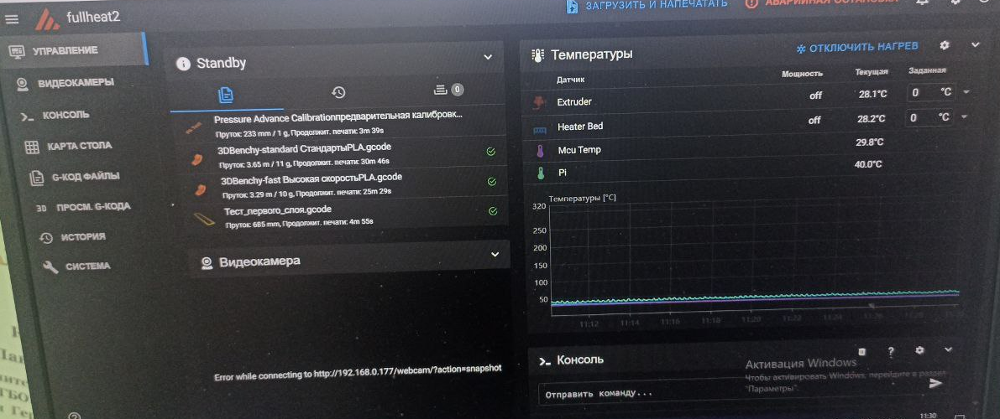 fullheat2
ЗАГРУЗИТЬ И НАПЕЧАТАТЬ
АВАРИЙНАЯ ОСТАНОВКА
УПРАВЛЕНИЕ
ВИДЕОКАМЕРЫ
КОНСОЛЬ
КАРТА СТОЛА
G-КОД ФАЙЛЫ
3D ПРОСМ. G-КОДА
ИСТОРИЯ
СИСТЕМА
Standby
0
Pressure Advance Calibrationпредварительная калибровк...
Пруток: 233 mm / 1 g, Продолжит. печати: 3m 39s
3DBenchy-standard СтандартыPLA.gcode
Пруток: 3.65 m / 11 g, Продолжит. печати: 30m 46s
3DBenchy-fast Высокая скоростьPLA.gcode
Пруток: 3.29 m / 10 g, Продолжит. печати: 25m 29s
Тест_первого_слоя.gcode
Пруток: 685 mm, Продолжит. печати: 4m 55s
Видеокамера
Error while connecting to http://192.168.0.177/webcam/?action=snapshot
Температуры
ОТКЛЮЧИТЬ НАГРЕВ
Датчик Мощность Текущая Заданная
Extruder off 28.1°C 0 °C
Heater Bed off 28.2°C 0 °C
Mcu Temp 29.8°C
Pi 40.0°C
Температуры [°C]
320
250
200
150
100
50
11:12 11:14 11:16 11:18 11:20 11:22 11:24 11:26 11:28
Консоль
Отправить команду...
Активация Windows
Чтобы активировать Windows, перейдите в раздел
"Параметры".
11:30